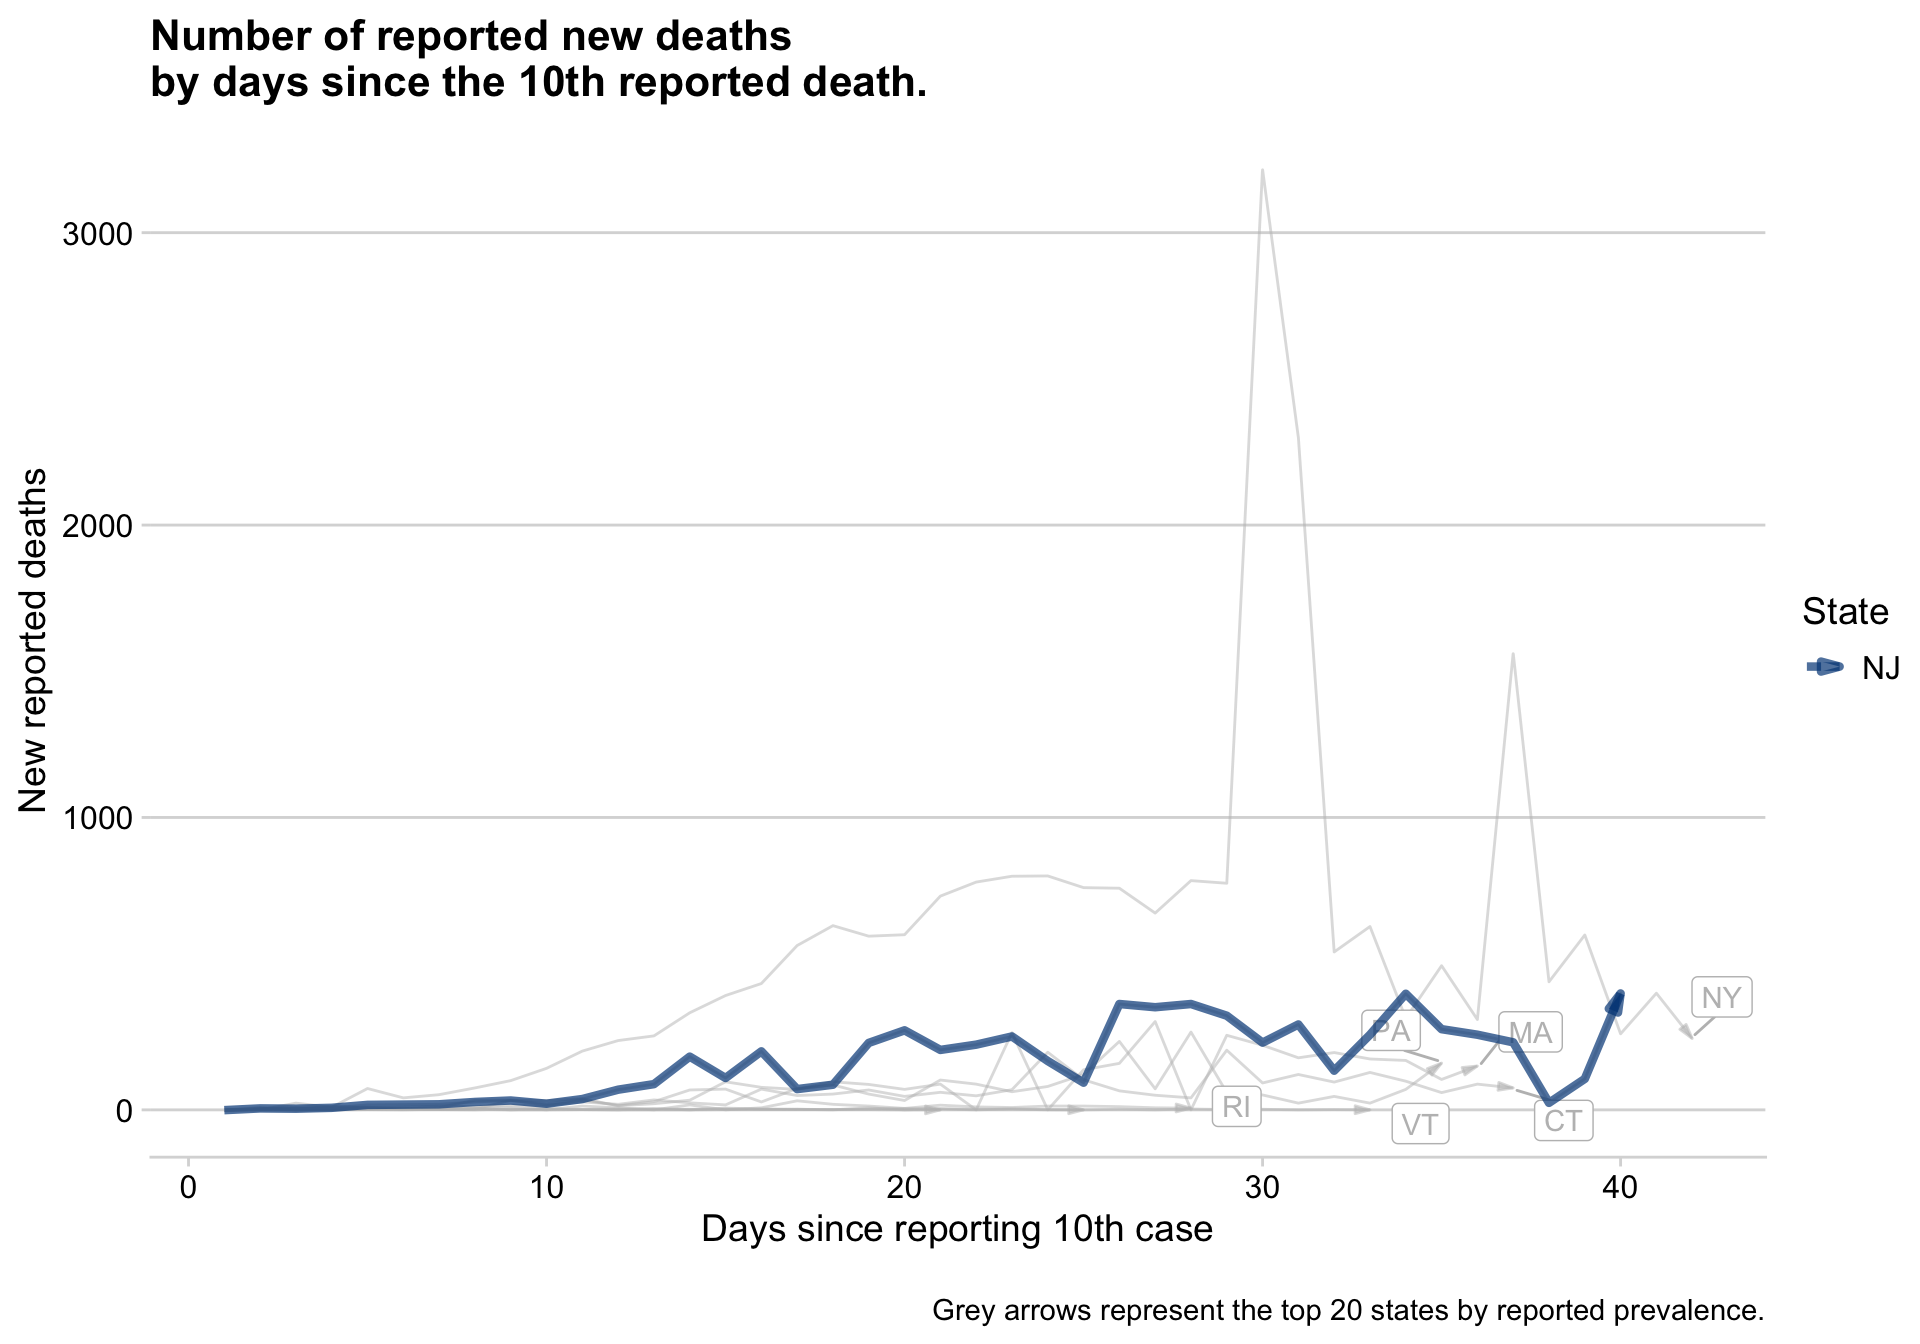 Number of reported new deaths
by days since the 10th reported death.
3000
2000
1000
0
New reported deaths
PA
MA
NY
RI
VT
CT
State
NJ
0 10 20 30 40
Days since reporting 10th case
Grey arrows represent the top 20 states by reported prevalence.